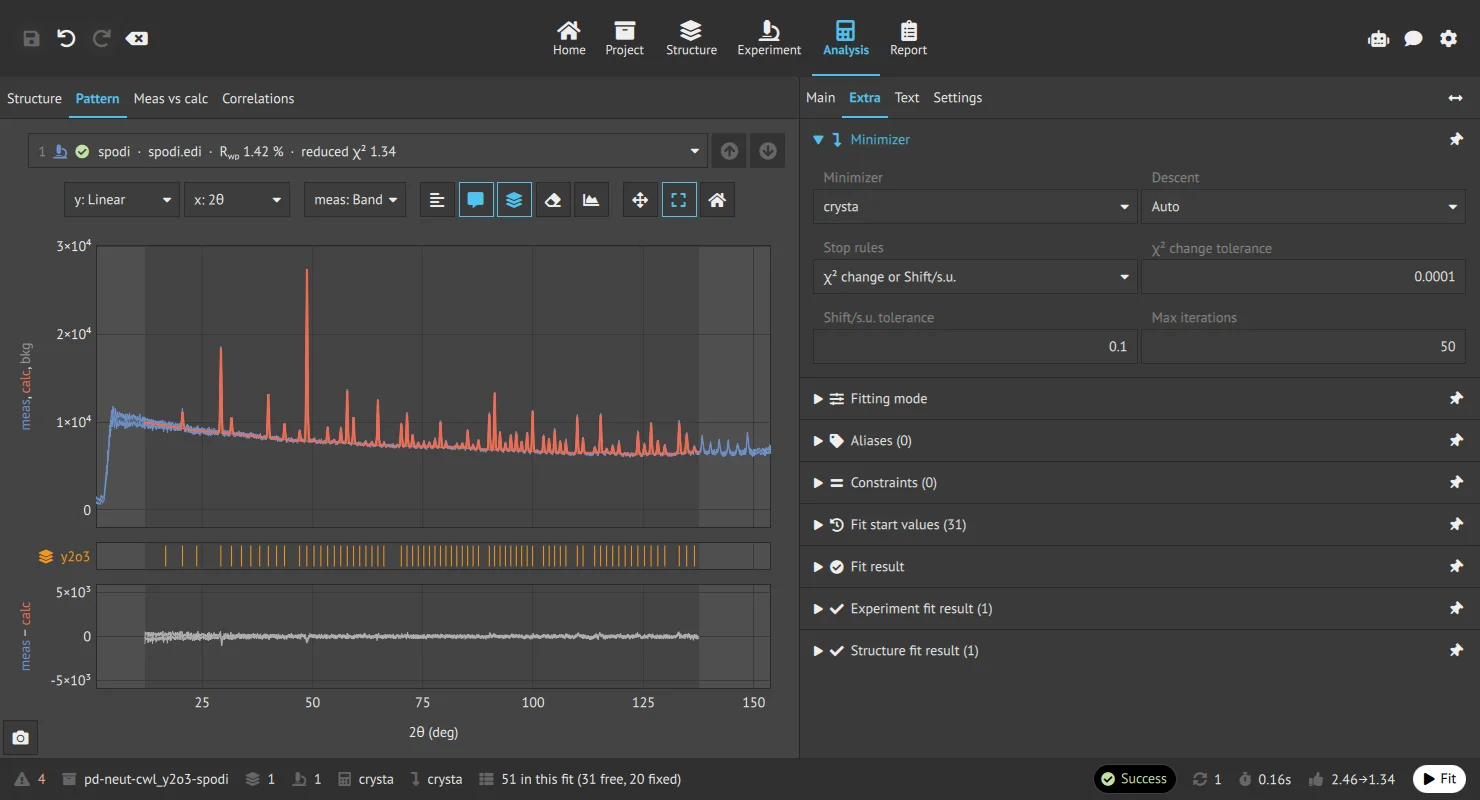 Home
Project
Structure
Experiment
Analysis
Report
Structure
Pattern
Meas vs calc
Correlations
Main
Extra
Text
Settings
1 spodi · spodi.edi · Rwp 1.42 % · reduced χ² 1.34
y: Linear
x: 2θ
meas: Band
3×10⁴
2×10⁴
1×10⁴
0
meas, calc, bkg
y2o3
5×10³
0
-5×10³
meas − calc
25
50
75
100
125
150
2θ (deg)
Minimizer
Minimizer
Descent
crysta
Auto
Stop rules
χ² change tolerance
χ² change or Shift/s.u.
0.0001
Shift/s.u. tolerance
Max iterations
0.1
50
Fitting mode
Aliases (0)
Constraints (0)
Fit start values (31)
Fit result
Experiment fit result (1)
Structure fit result (1)
4
pd-neut-cwl_y2o3-spodi
1
1
crysta
crysta
51 in this fit (31 free, 20 fixed)
Success
1
0.16s
2.46→1.34
Fit